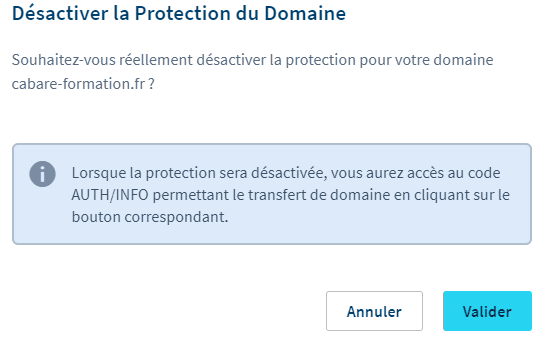 Désactiver la Protection du Domaine
Souhaitez-vous réellement désactiver la protection pour votre domaine
cabare-formation.fr ?
Lorsque la protection sera désactivée, vous aurez accès au code
AUTH/INFO permettant le transfert de domaine en cliquant sur le
bouton correspondant.
Annuler
Valider